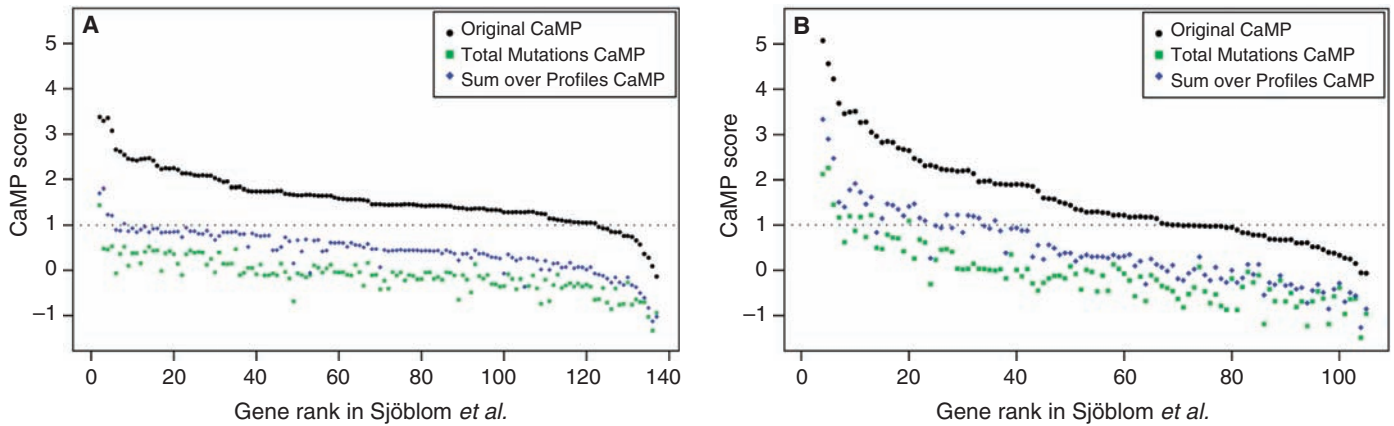 A
Original CaMP
Total Mutations CaMP
Sum over Profiles CaMP
CaMP score
5
4
3
2
1
0
–1
0 20 40 60 80 100 120 140
Gene rank in Sjöblom et al.
B
Original CaMP
Total Mutations CaMP
Sum over Profiles CaMP
CaMP score
5
4
3
2
1
0
–1
0 20 40 60 80 100
Gene rank in Sjöblom et al.